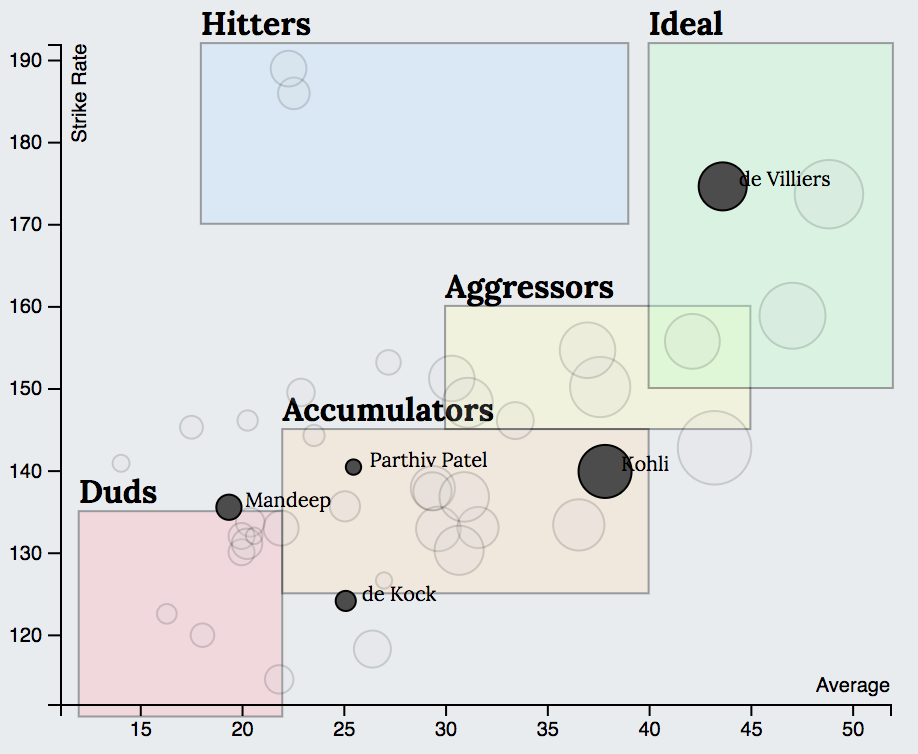 Hitters
Ideal
190
Strike Rate
180
de Villiers
170
160
Aggressors
150
Accumulators
140
Parthiv Patel
Kohli
Duds
Mandeep
130
de Kock
120
Average
15
20
25
30
35
40
45
50